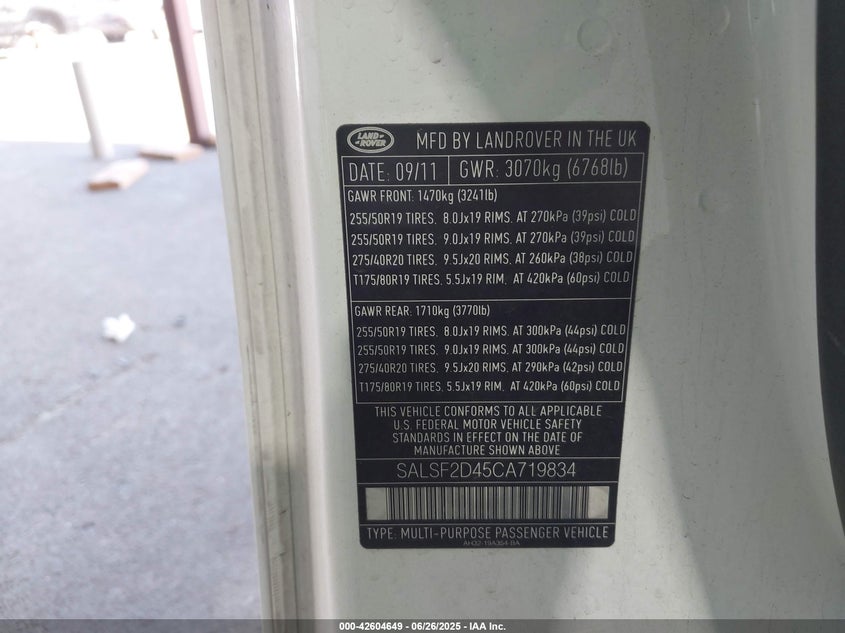 LAND ROVER
MFD BY LANDROVER IN THE UK
DATE: 09/11 GWR: 3070kg (6768lb)
GAWR FRONT: 1470kg (3241lb)
255/50R19 TIRES, 8.0Jx19 RIMS, AT 270kPa (39psi) COLD
255/50R19 TIRES, 9.0Jx19 RIMS, AT 270kPa (39psi) COLD
275/40R20 TIRES, 9.5Jx20 RIMS, AT 260kPa (38psi) COLD
T175/80R19 TIRES, 5.5Jx19 RIM, AT 420kPa (60psi) COLD
GAWR REAR: 1710kg (3770lb)
255/50R19 TIRES, 8.0Jx19 RIMS, AT 300kPa (44psi) COLD
255/50R19 TIRES, 9.0Jx19 RIMS, AT 300kPa (44psi) COLD
275/40R20 TIRES, 9.5Jx20 RIMS, AT 290kPa (42psi) COLD
T175/80R19 TIRES, 5.5Jx19 RIM, AT 420kPa (60psi) COLD
THIS VEHICLE CONFORMS TO ALL APPLICABLE
U.S. FEDERAL MOTOR VEHICLE SAFETY
STANDARDS IN EFFECT ON THE DATE OF
MANUFACTURE SHOWN ABOVE
SALSF2D45CA719834
TYPE: MULTI-PURPOSE PASSENGER VEHICLE
AH22-19A354-BA
000-42604649 - 06/26/2025 - IAA Inc.